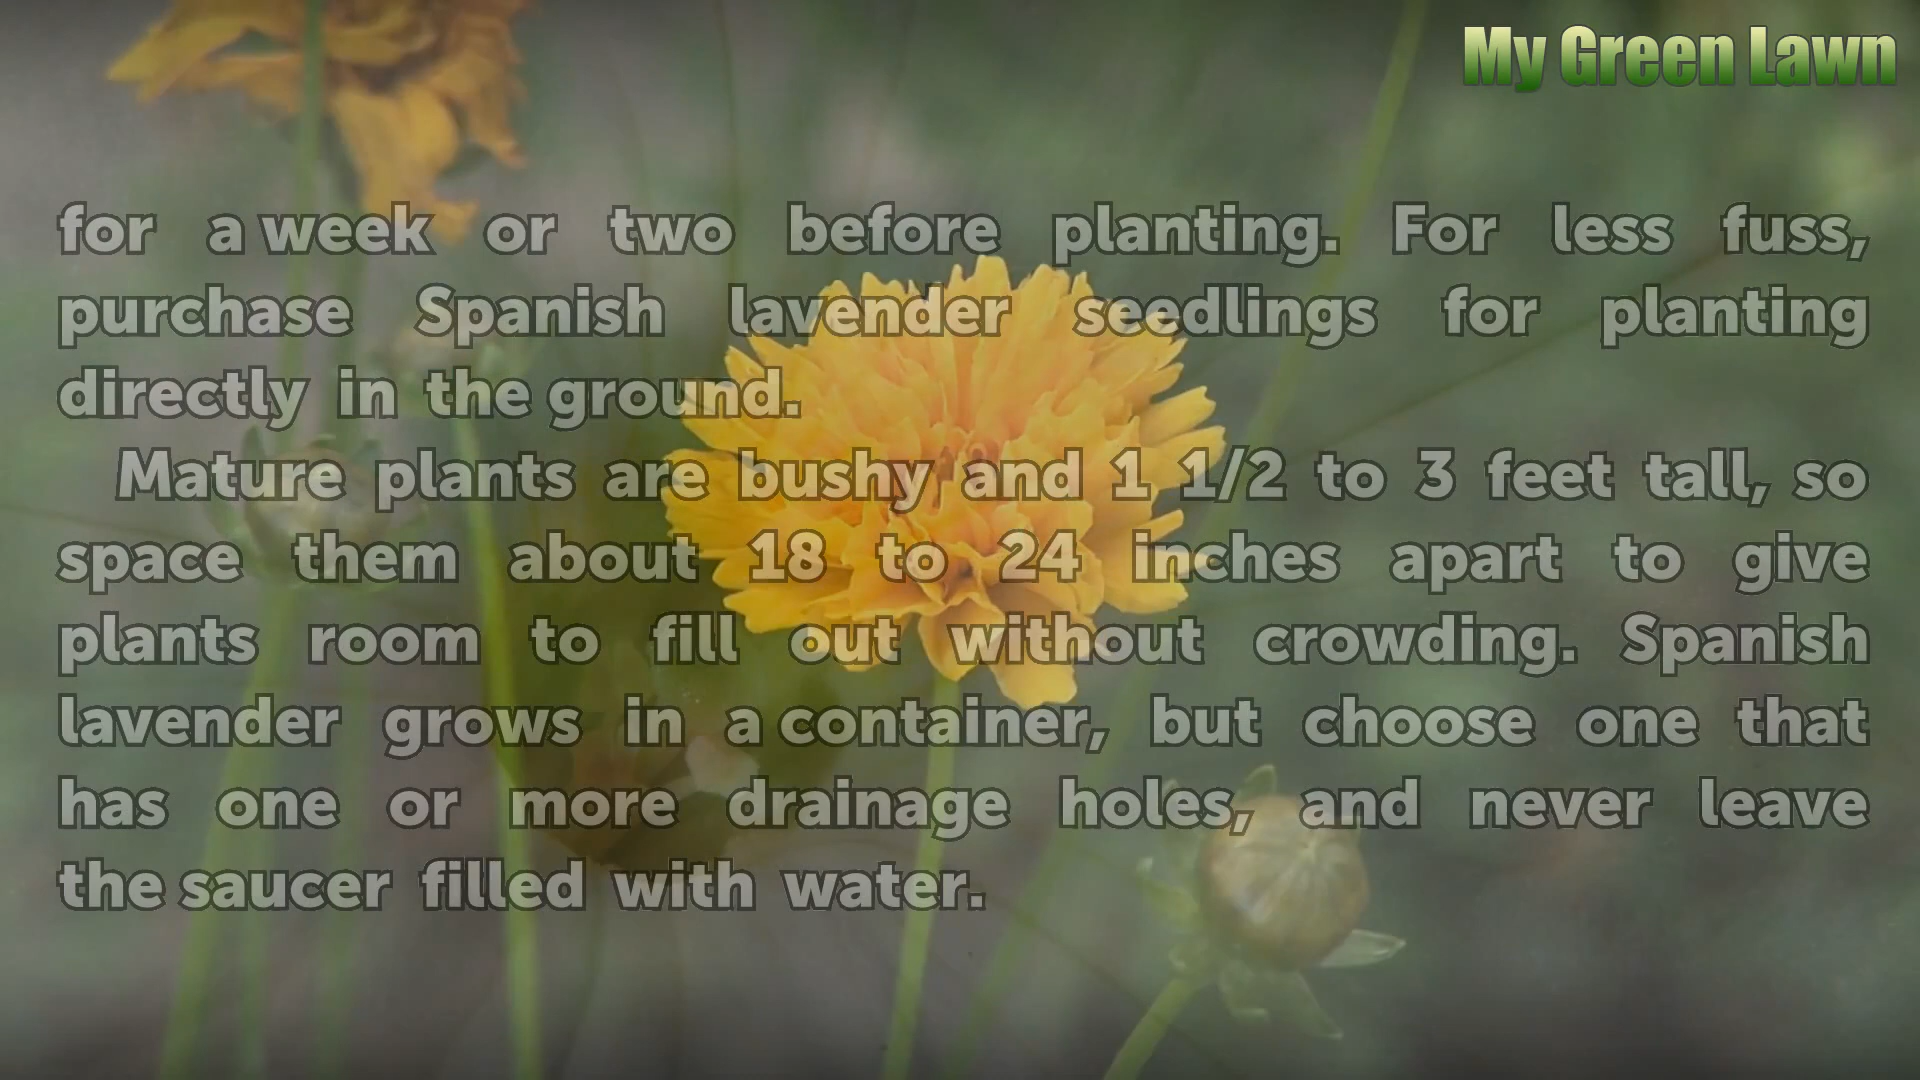 My Green Lawn
for a week or two before planting. For less fuss,
purchase Spanish lavender seedlings for planting
directly in the ground.
Mature plants are bushy and 1 1/2 to 3 feet tall, so
space them about 18 to 24 inches apart to give
plants room to fill out without crowding. Spanish
lavender grows in a container, but choose one that
has one or more drainage holes, and never leave
the saucer filled with water.